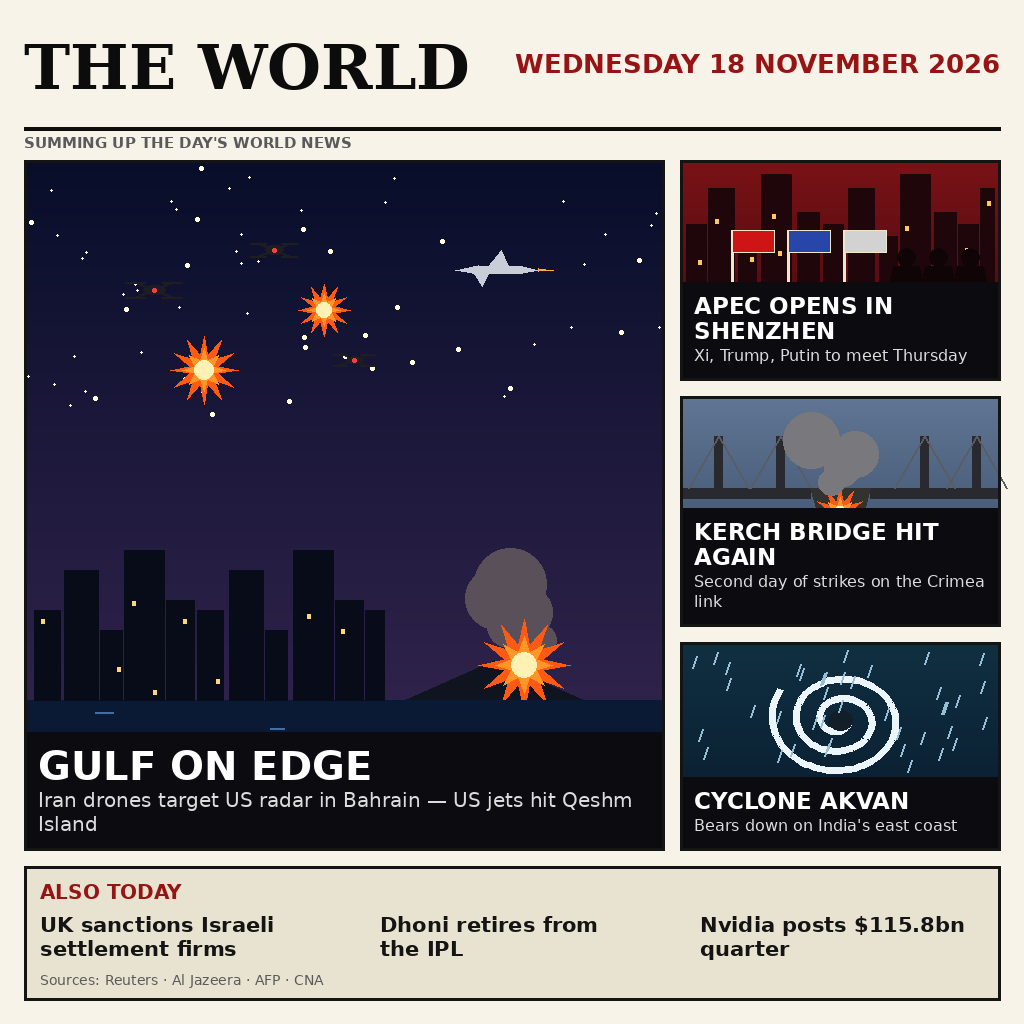 THE WORLD
WEDNESDAY 18 NOVEMBER 2026
SUMMING UP THE DAY'S WORLD NEWS
GULF ON EDGE
Iran drones target US radar in Bahrain — US jets hit Qeshm
Island
APEC OPENS IN
SHENZHEN
Xi, Trump, Putin to meet Thursday
KERCH BRIDGE HIT
AGAIN
Second day of strikes on the Crimea
link
CYCLONE AKVAN
Bears down on India's east coast
ALSO TODAY
UK sanctions Israeli
settlement firms
Dhoni retires from
the IPL
Nvidia posts $115.8bn
quarter
Sources: Reuters · Al Jazeera · AFP · CNA